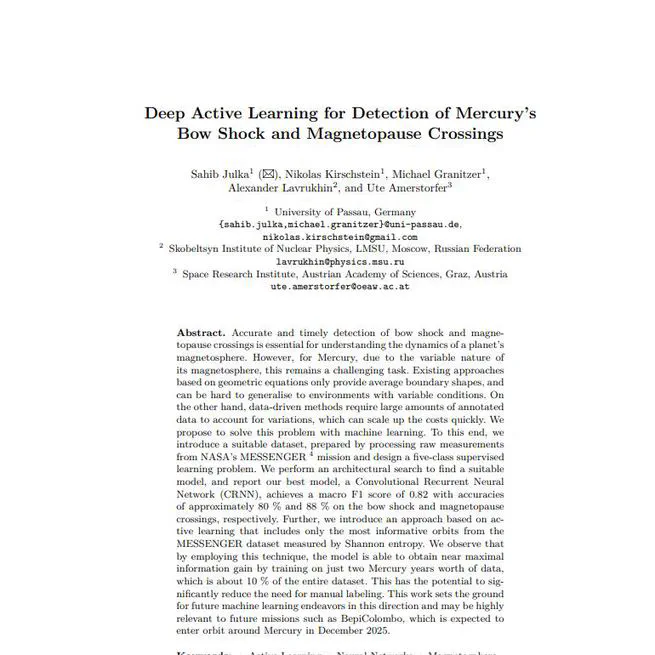 Deep Active Learning for Detection of Mercury's
Bow Shock and Magnetopause Crossings
Sahib Julka1 (✉), Nikolas Kirschstein1, Michael Granitzer1,
Alexander Lavrukhin2, and Ute Amerstorfer3
1 University of Passau, Germany
{sahib.julka,michael.granitzer}@uni-passau.de,
nikolas.kirschstein@gmail.com
2 Skobeltsyn Institute of Nuclear Physics, LMSU, Moscow, Russian Federation
lavrukhin@physics.msu.ru
3 Space Research Institute, Austrian Academy of Sciences, Graz, Austria
ute.amerstorfer@oeaw.ac.at
Abstract. Accurate and timely detection of bow shock and magne-
topause crossings is essential for understanding the dynamics of a planet's
magnetosphere. However, for Mercury, due to the variable nature of
its magnetosphere, this remains a challenging task. Existing approaches
based on geometric equations only provide average boundary shapes, and
can be hard to generalise to environments with variable conditions. On
the other hand, data-driven methods require large amounts of annotated
data to account for variations, which can scale up the costs quickly. We
propose to solve this problem with machine learning. To this end, we
introduce a suitable dataset, prepared by processing raw measurements
from NASA's MESSENGER 4 mission and design a five-class supervised
learning problem. We perform an architectural search to find a suitable
model, and report our best model, a Convolutional Recurrent Neural
Network (CRNN), achieves a macro F1 score of 0.82 with accuracies
of approximately 80 % and 88 % on the bow shock and magnetopause
crossings, respectively. Further, we introduce an approach based on ac-
tive learning that includes only the most informative orbits from the
MESSENGER dataset measured by Shannon entropy. We observe that
by employing this technique, the model is able to obtain near maximal
information gain by training on just two Mercury years worth of data,
which is about 10 % of the entire dataset. This has the potential to sig-
nificantly reduce the need for manual labeling. This work sets the ground
for future machine learning endeavors in this direction and may be highly
relevant to future missions such as BepiColombo, which is expected to
enter orbit around Mercury in December 2025.